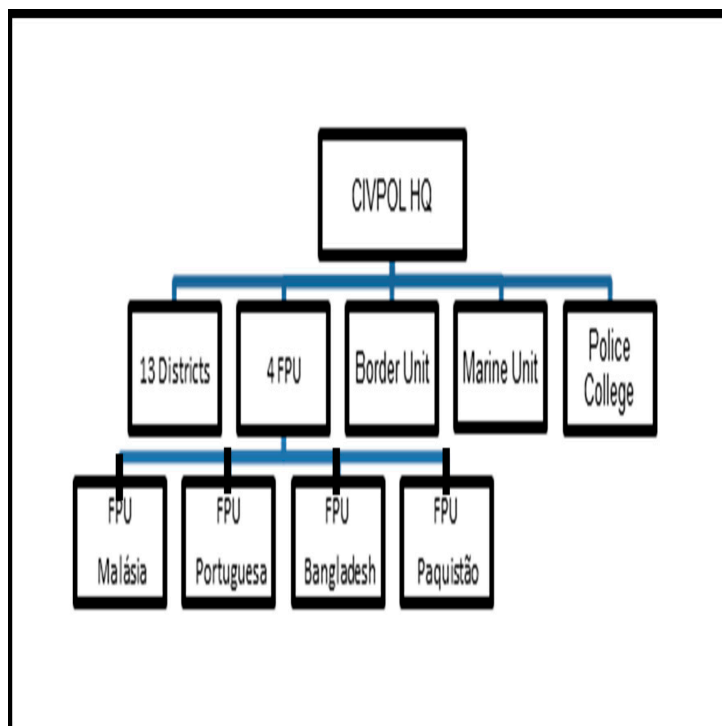 CIVPOL HQ
13 Districts
4 FPU
Border Unit
Marine Unit
Police
College
FPU
Malásia
FPU
Portuguesa
FPU
Bangladesh
FPU
Paquistão